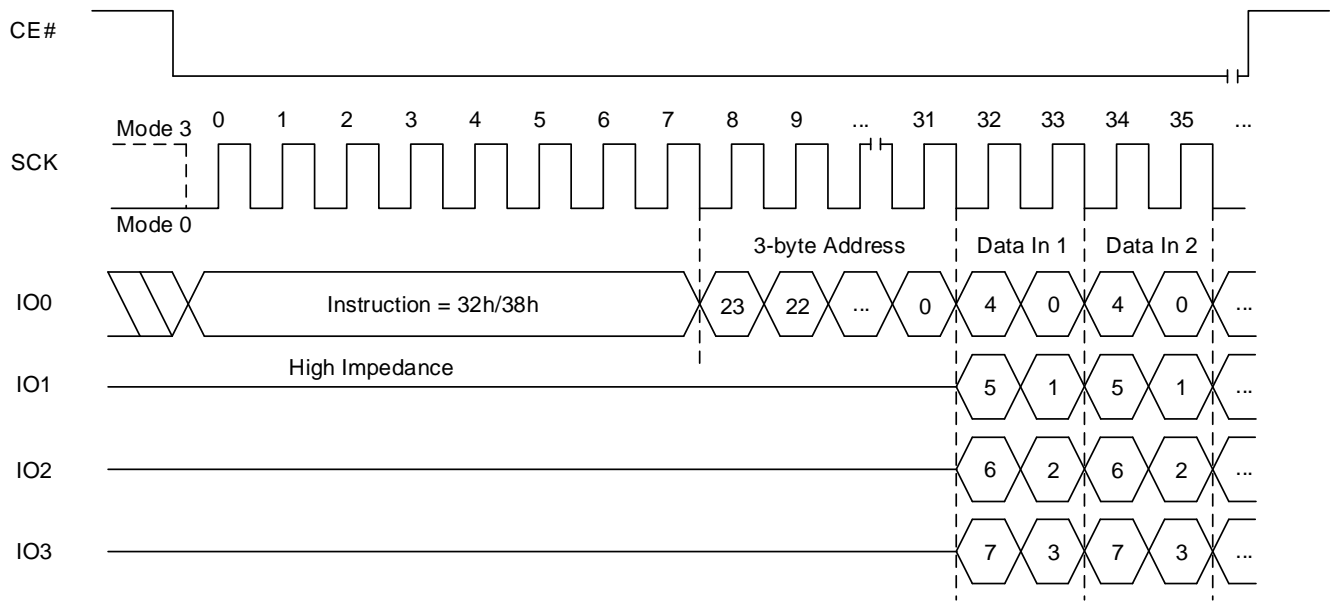 CE#
Mode 3 0 1 2 3 4 5 6 7 8 9 ... 31 32 33 34 35 ...
SCK
Mode 0
3-byte Address Data In 1 Data In 2
IO0 Instruction = 32h/38h 23 22 ... 0 4 0 4 0 ...
High Impedance
IO1 5 1 5 1 ...
IO2 6 2 6 2 ...
IO3 7 3 7 3 ...